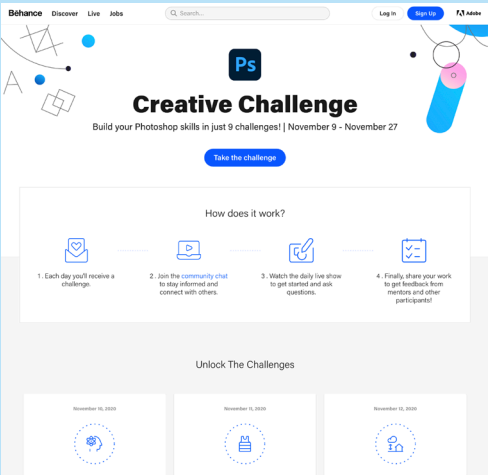 Bēhance Discover Live Jobs Search... Log In Sign Up Adobe
Ps
Creative Challenge
Build your Photoshop skills in just 9 challenges! | November 9 - November 27
Take the challenge
How does it work?
1 . Each day you'll receive a
challenge.
2 . Join the community chat
to stay informed and
connect with others.
3 . Watch the daily live show
to get started and ask
questions.
4 . Finally, share your work
to get feedback from
mentors and other
participants!
Unlock The Challenges
November 10, 2020 November 11, 2020 November 12, 2020